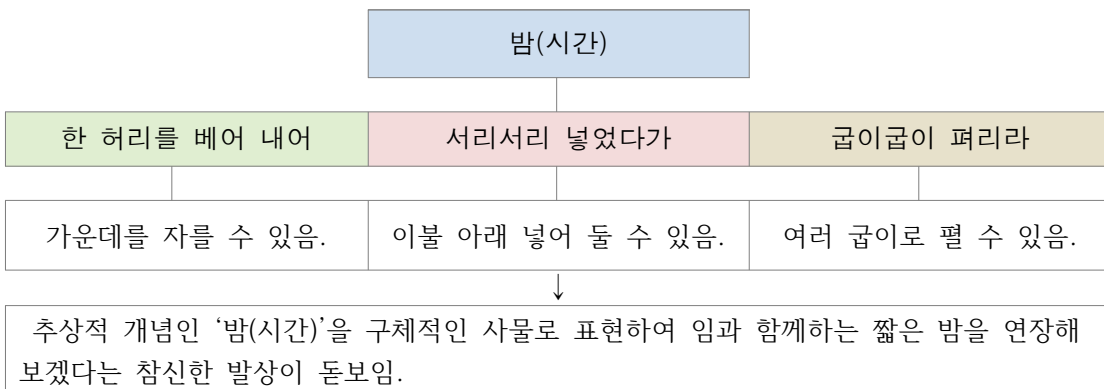 밤(시간)
한 허리를 베어 내어
서리서리 넣었다가
굽이굽이 펴리라
가운데를 자를 수 있음.
이불 아래 넣어 둘 수 있음.
여러 굽이로 펼 수 있음.
↓
추상적 개념인 ‘밤(시간)’을 구체적인 사물로 표현하여 임과 함께하는 짧은 밤을 연장해
보겠다는 참신한 발상이 돋보임.